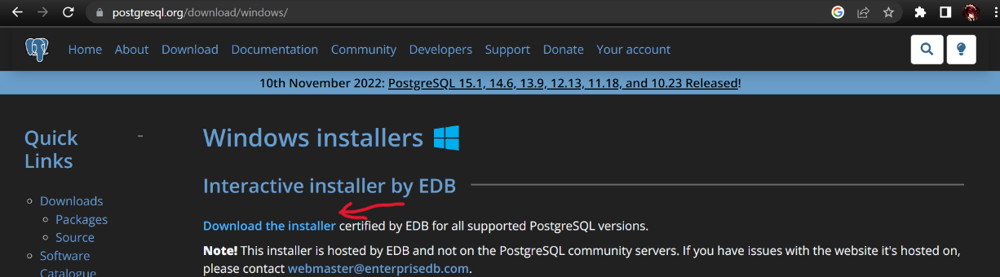 postgresql.org/download/windows/
Home About Download Documentation Community Developers Support Donate Your account
10th November 2022: PostgreSQL 15.1, 14.6, 13.9, 12.13, 11.18, and 10.23 Released!
Quick
Links
Downloads
Packages
Source
Software
Catalogue
Windows installers
Interactive installer by EDB
Download the installer certified by EDB for all supported PostgreSQL versions.
Note! This installer is hosted by EDB and not on the PostgreSQL community servers. If you have issues with the website it's hosted on,
please contact webmaster@enterprisedb.com.